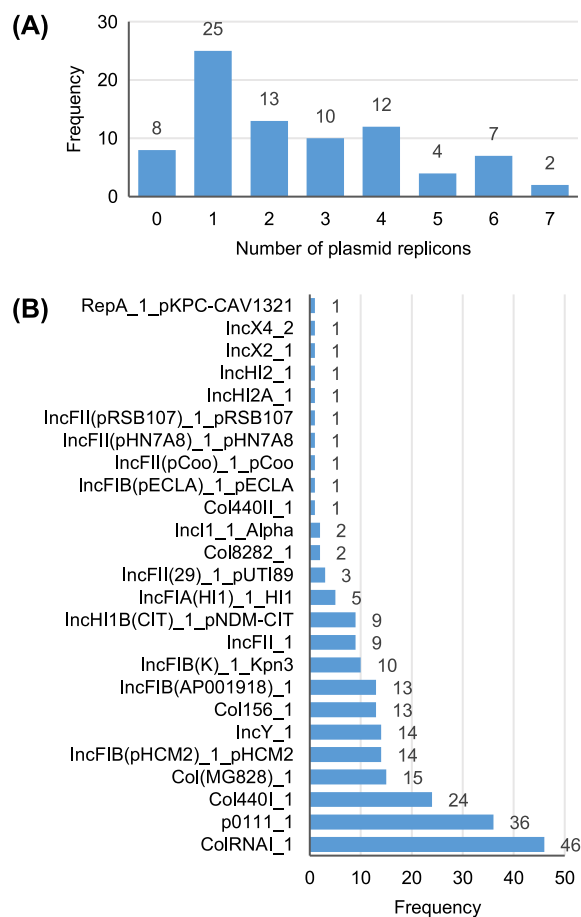 (A)
30
20
10
0
Frequency
8
25
13
10
12
4
7
2
0 1 2 3 4 5 6 7
Number of plasmid replicons
(B)
RepA_1_pKPC-CAV1321 1
IncX4_2 1
IncX2_1 1
IncHI2_1 1
IncHI2A_1 1
IncFII(pRSB107)_1_pRSB107 1
IncFII(pHN7A8)_1_pHN7A8 1
IncFII(pCoo)_1_pCoo 1
IncFIB(pECLA)_1_pECLA 1
Col440II_1 1
IncI1_1_Alpha 2
Col8282_1 2
IncFII(29)_1_pUTI89 3
IncFIA(HI1)_1_HI1 5
IncHI1B(CIT)_1_pNDM-CIT 9
IncFII_1 9
IncFIB(K)_1_Kpn3 10
IncFIB(AP001918)_1 13
Col156_1 13
IncY_1 14
IncFIB(pHCM2)_1_pHCM2 14
Col(MG828)_1 15
Col440I_1 24
p0111_1 36
ColRNAI_1 46
0 10 20 30 40 50
Frequency